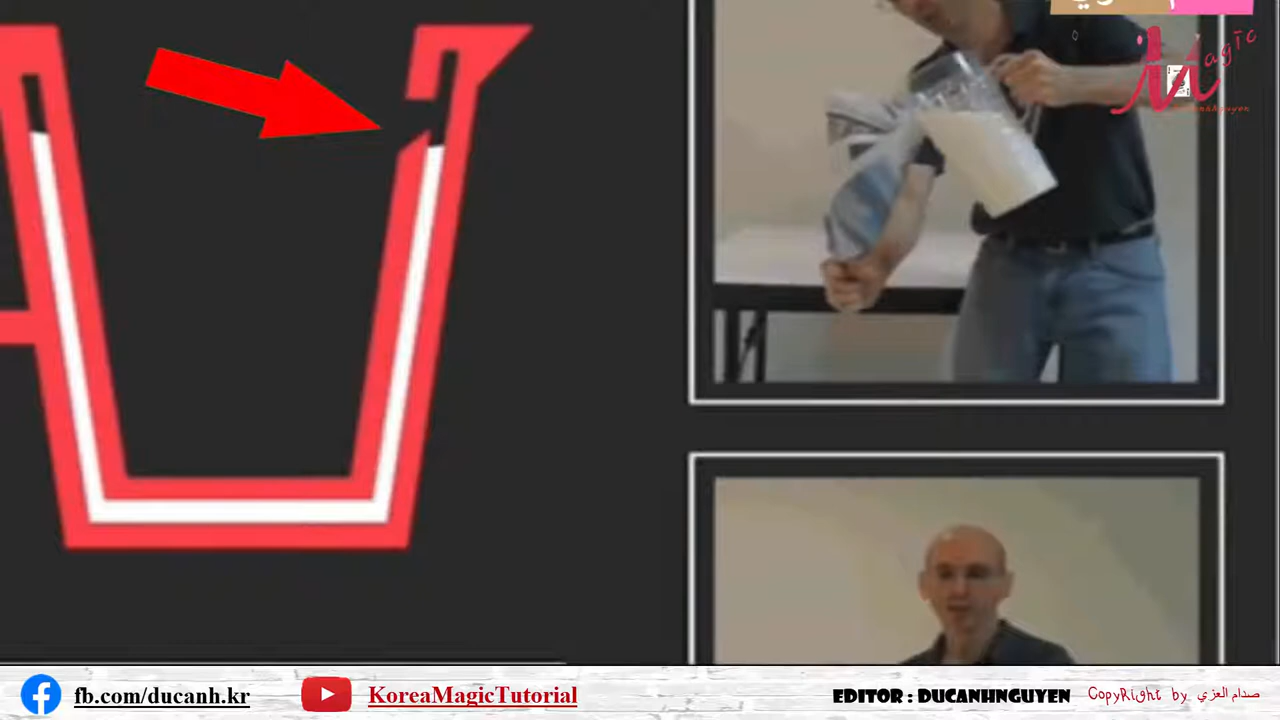 Magic
fb.com/ducanh.kr
KoreaMagicTutorial
EDITOR : DUCANHNGUYEN
CopyRight by صدام العزي